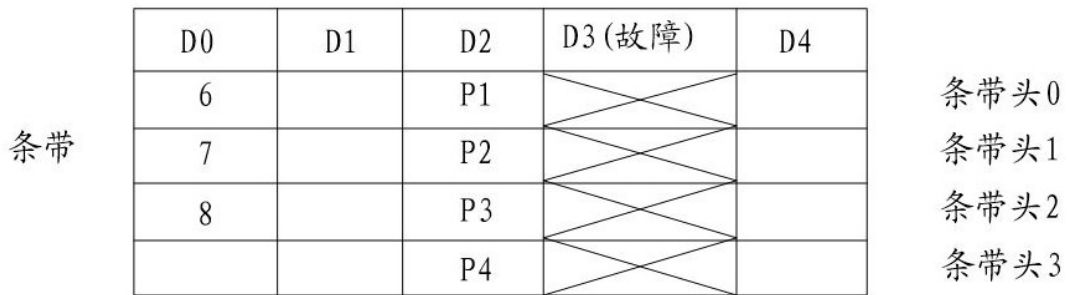 D0 D1 D2 D3(故障) D4
6 P1 条带头0
条带 7 P2 条带头1
8 P3 条带头2
P4 条带头3